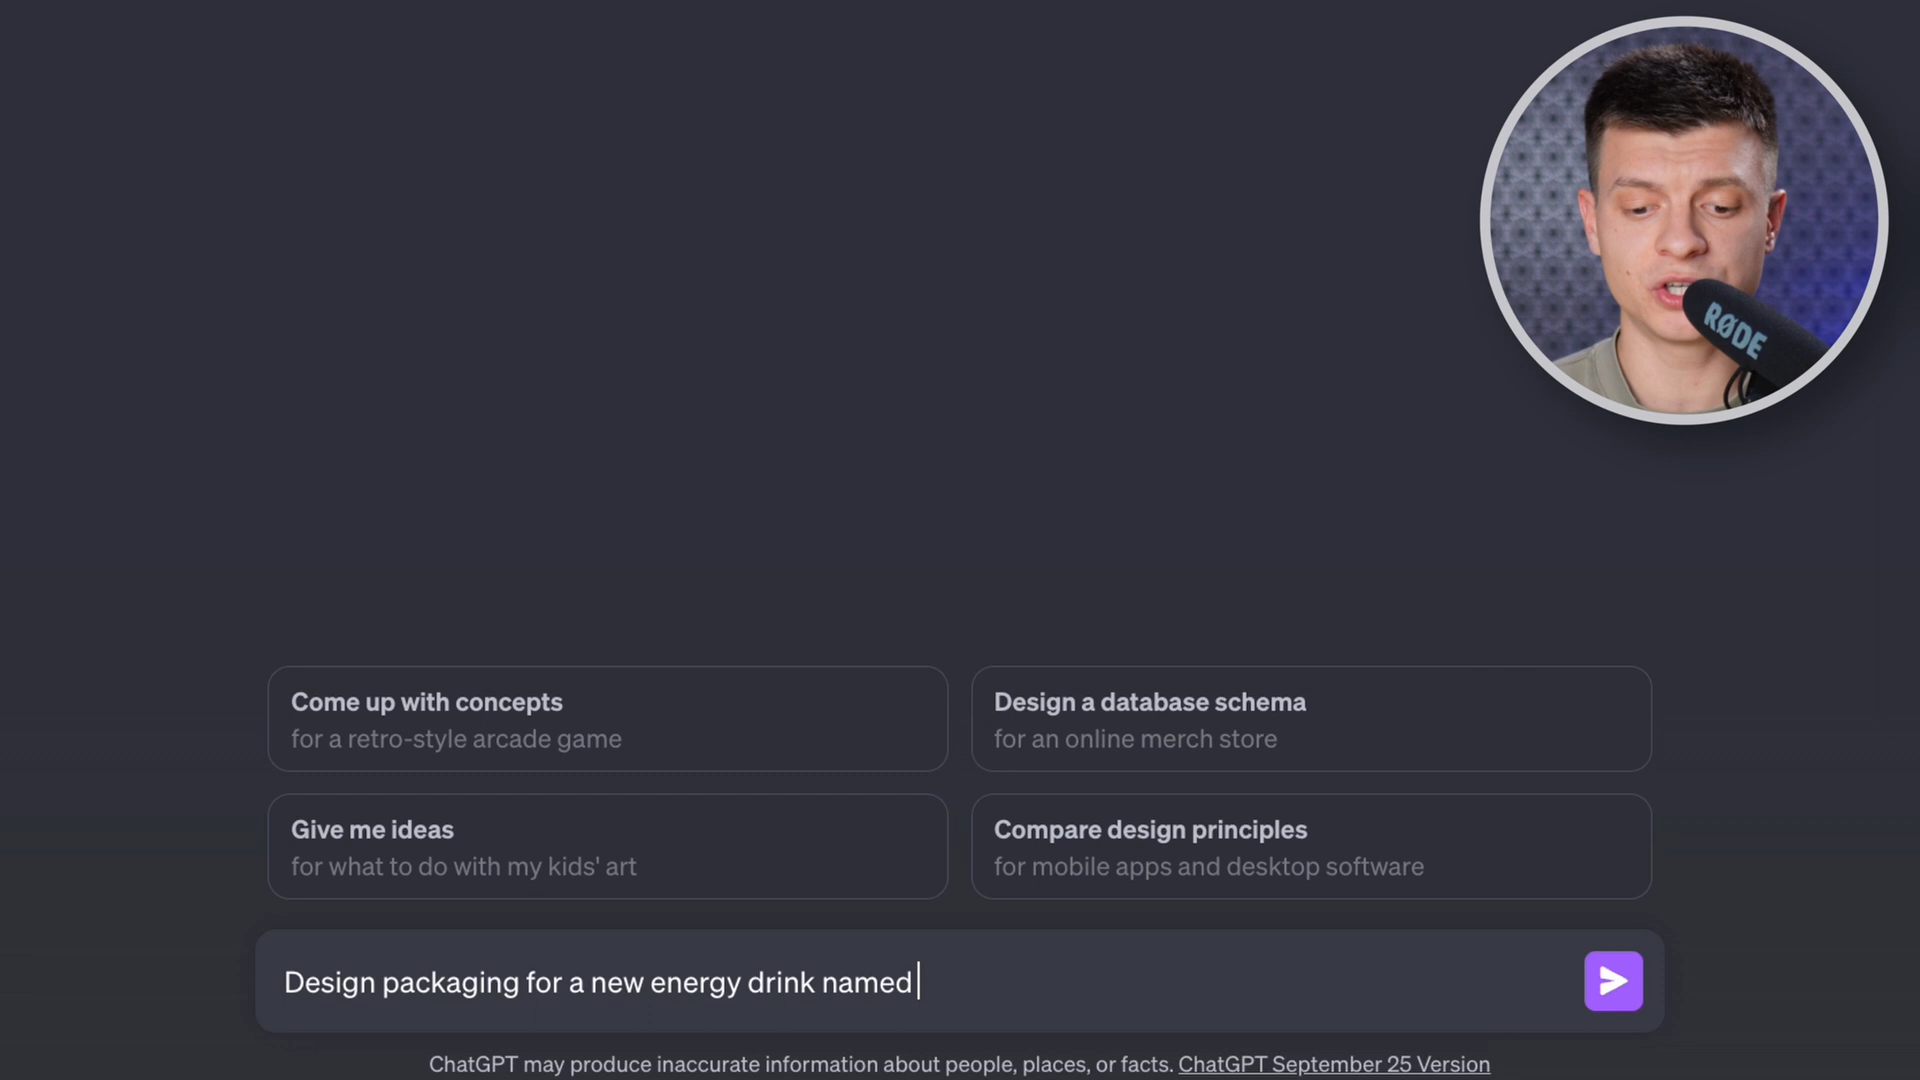 RØDE
Come up with concepts
for a retro-style arcade game
Design a database schema
for an online merch store
Give me ideas
for what to do with my kids' art
Compare design principles
for mobile apps and desktop software
Design packaging for a new energy drink named
ChatGPT may produce inaccurate information about people, places, or facts. ChatGPT September 25 Version